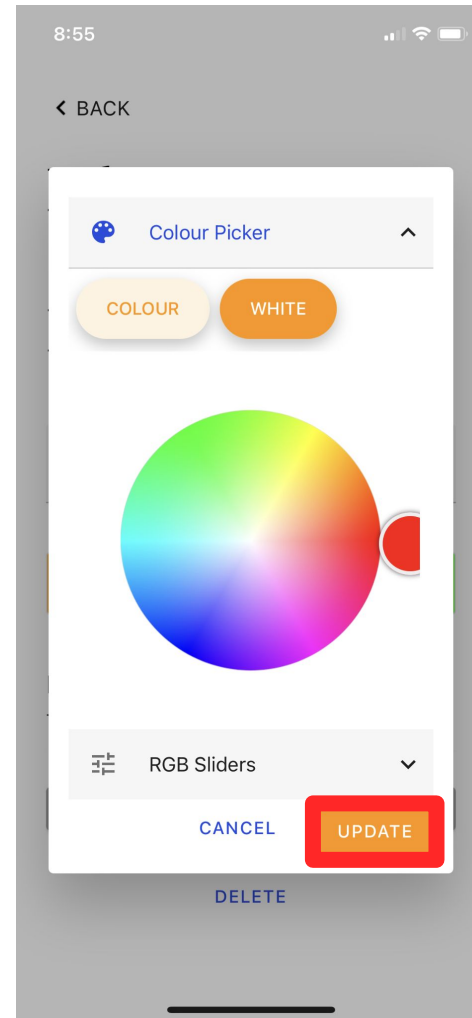 8:55
BACK
Colour Picker
COLOUR WHITE
RGB Sliders
CANCEL UPDATE
DELETE